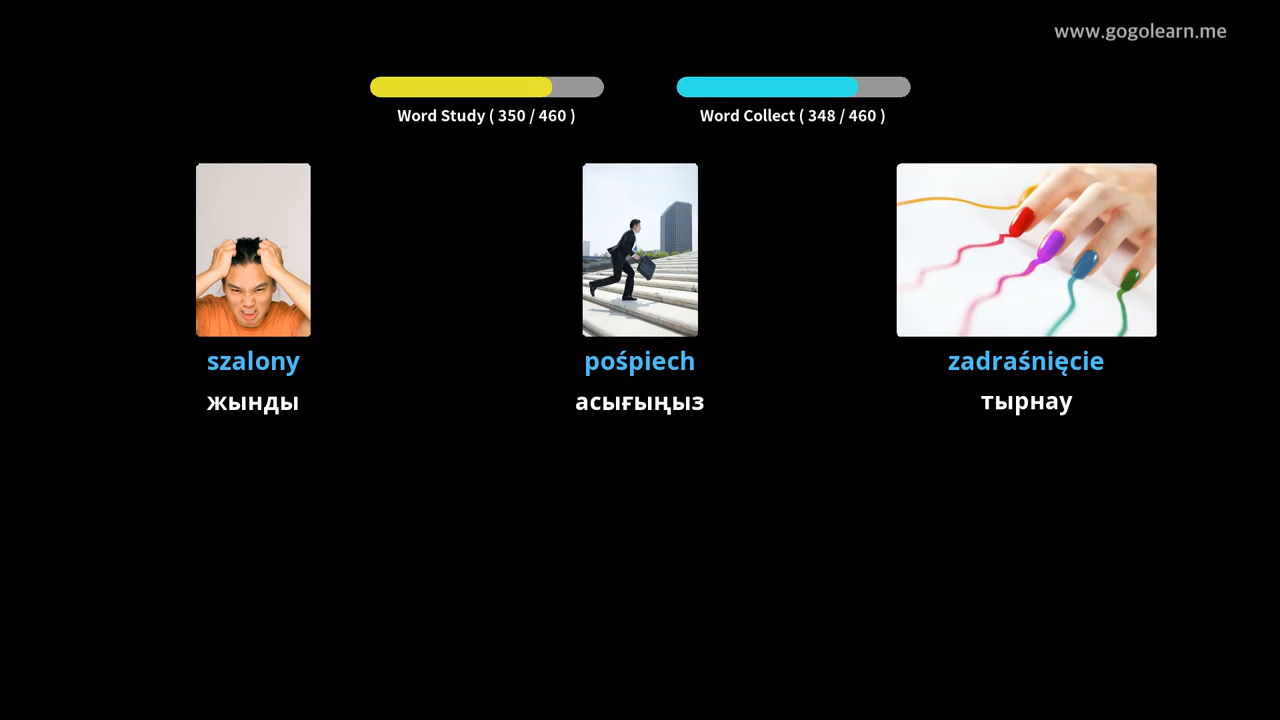 www.gogolearn.me
Word Study ( 350 / 460 )
Word Collect ( 348 / 460 )
szalony
pośpiech
zadraśnięcie
жынды
асығыңыз
тырнау